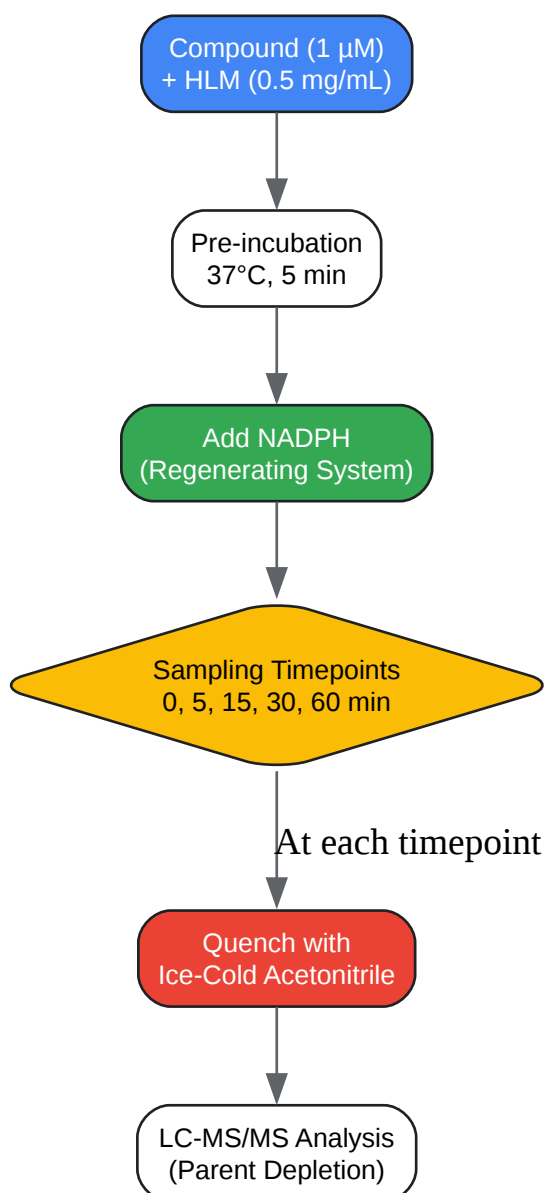 Compound (1 µM)
+ HLM (0.5 mg/mL)
Pre-incubation
37°C, 5 min
Add NADPH
(Regenerating System)
Sampling Timepoints
0, 5, 15, 30, 60 min
At each timepoint
Quench with
Ice-Cold Acetonitrile
LC-MS/MS Analysis
(Parent Depletion)